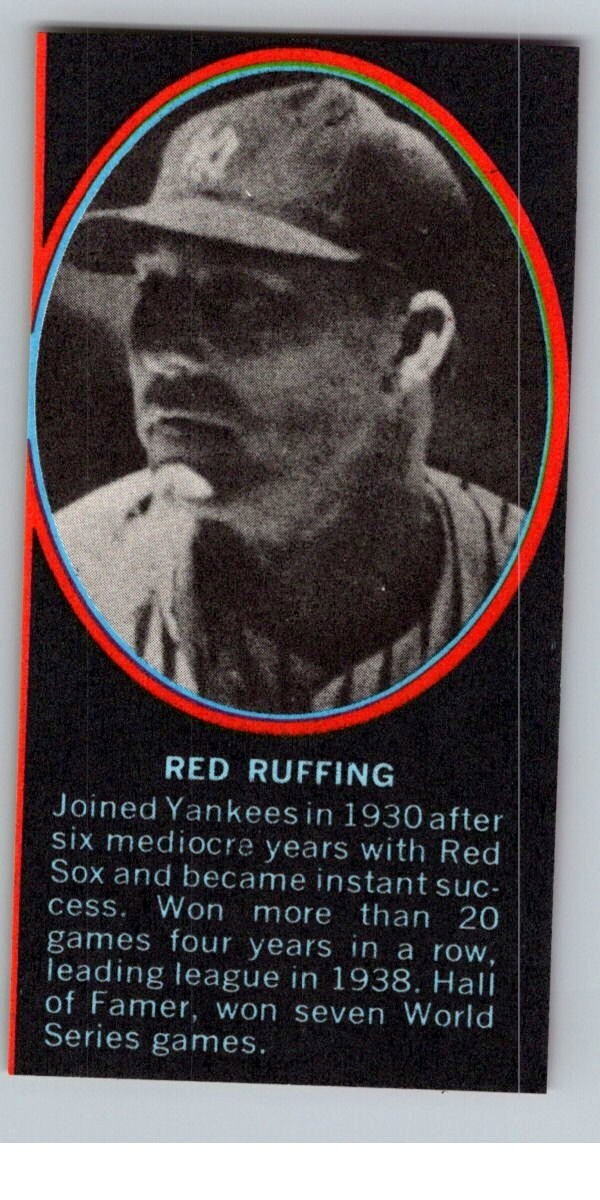 RED RUFFING
Joined Yankees in 1930 after
six mediocre years with Red
Sox and became instant suc-
cess. Won more than 20
games four years in a row,
leading league in 1938. Hall
of Famer, won seven World
Series games.